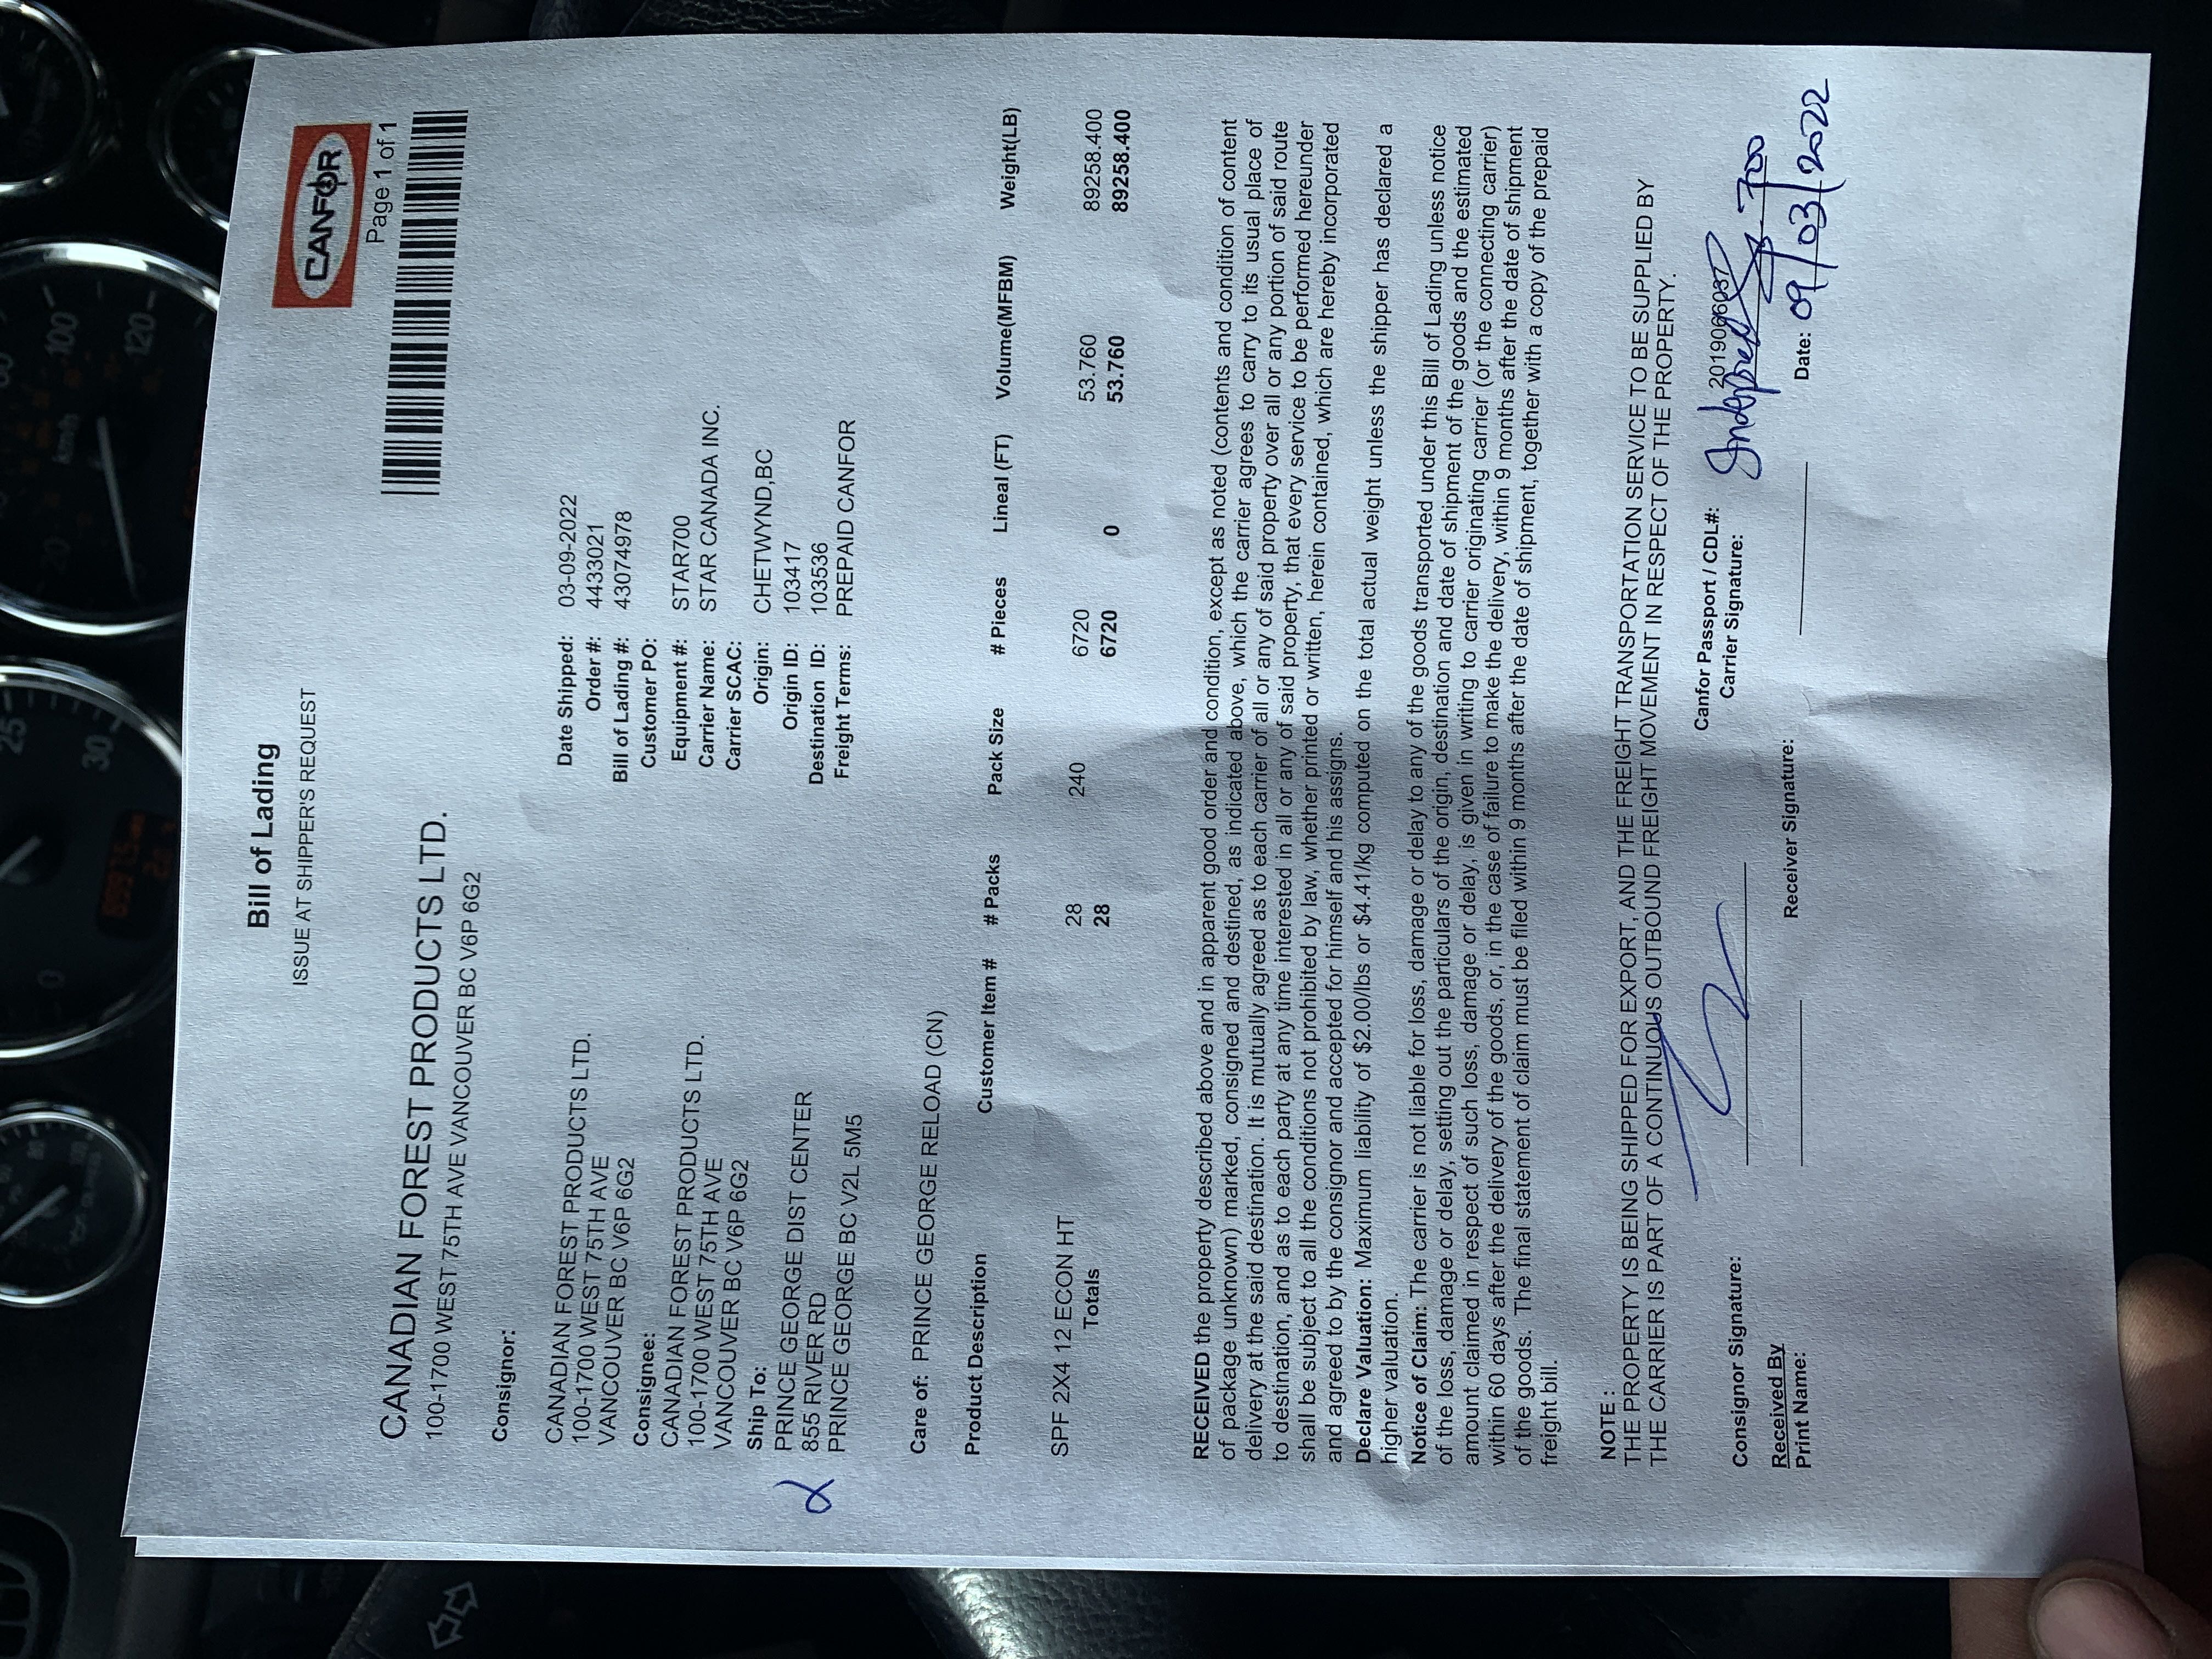 25
0
30
20
km/h
100
120
Bill of Lading
ISSUE AT SHIPPER'S REQUEST
CANFOR
Page 1 of 1
CANADIAN FOREST PRODUCTS LTD.
100-1700 WEST 75TH AVE VANCOUVER BC V6P 6G2
Consignor:
CANADIAN FOREST PRODUCTS LTD.
100-1700 WEST 75TH AVE
VANCOUVER BC V6P 6G2
Consignee:
CANADIAN FOREST PRODUCTS LTD.
100-1700 WEST 75TH AVE
VANCOUVER BC V6P 6G2
Ship To:
PRINCE GEORGE DIST CENTER
855 RIVER RD
PRINCE GEORGE BC V2L 5M5
Date Shipped: 03-09-2022
Order #: 4433021
Bill of Lading #: 43074978
Customer PO:
Equipment #: STAR700
Carrier Name: STAR CANADA INC.
Carrier SCAC:
Origin: CHETWYND,BC
Origin ID: 103417
Destination ID: 103536
Freight Terms: PREPAID CANFOR
Care of: PRINCE GEORGE RELOAD (CN)
Product Description Customer Item # # Packs Pack Size # Pieces Lineal (FT) Volume(MFBM) Weight(LB)
SPF 2X4 12 ECON HT 28 240 6720 53.760 89258.400
Totals 28 6720 0 53.760 89258.400
RECEIVED the property described above and in apparent good order and condition, except as noted (contents and condition of content
of package unknown) marked, consigned and destined, as indicated above, which the carrier agrees to carry to its usual place of
delivery at the said destination. It is mutually agreed as to each carrier of all or any of said property over all or any portion of said route
to destination, and as to each party at any time interested in all or any of said property, that every service to be performed hereunder
shall be subject to all the conditions not prohibited by law, whether printed or written, herein contained, which are hereby incorporated
and agreed to by the consignor and accepted for himself and his assigns.
Declare Valuation: Maximum liability of $2.00/lbs or $4.41/kg computed on the total actual weight unless the shipper has declared a
higher valuation.
Notice of Claim: The carrier is not liable for loss, damage or delay to any of the goods transported under this Bill of Lading unless notice
of the loss, damage or delay, setting out the particulars of the origin, destination and date of shipment of the goods and the estimated
amount claimed in respect of such loss, damage or delay, is given in writing to carrier originating carrier (or the connecting carrier)
within 60 days after the delivery of the goods, or, in the case of failure to make the delivery, within 9 months after the date of shipment
of the goods. The final statement of claim must be filed within 9 months after the date of shipment, together with a copy of the prepaid
freight bill.
NOTE :
THE PROPERTY IS BEING SHIPPED FOR EXPORT, AND THE FREIGHT TRANSPORTATION SERVICE TO BE SUPPLIED BY
THE CARRIER IS PART OF A CONTINUOUS OUTBOUND FREIGHT MOVEMENT IN RESPECT OF THE PROPERTY.
Canfor Passport / CDL#: 2019066037
Consignor Signature: Carrier Signature: 700
Received By
Print Name: Receiver Signature: Date: 09/03/2022